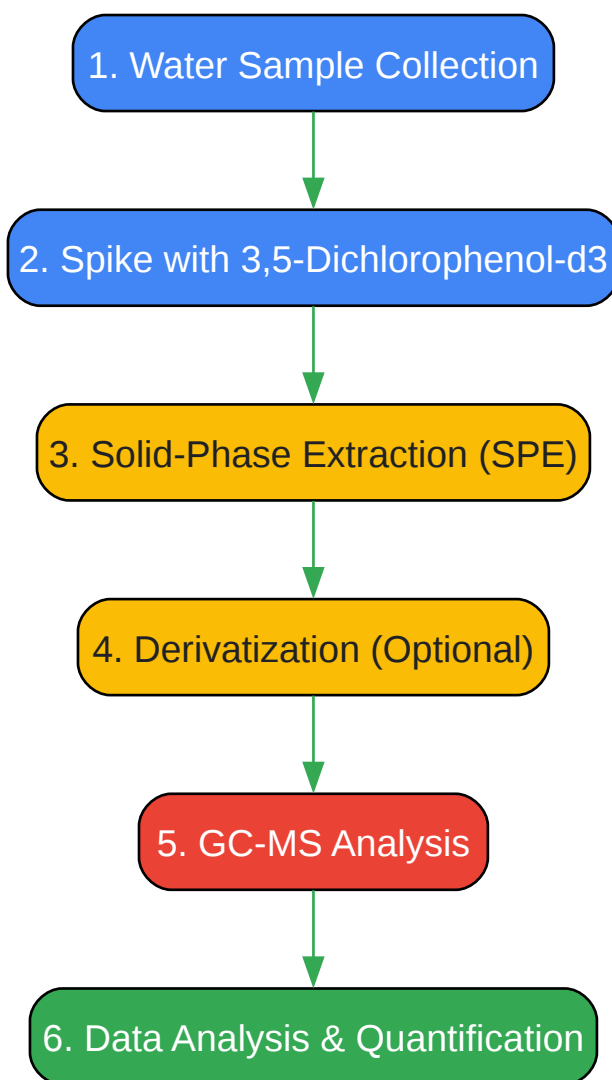 1. Water Sample Collection
2. Spike with 3,5-Dichlorophenol-d3
3. Solid-Phase Extraction (SPE)
4. Derivatization (Optional)
5. GC-MS Analysis
6. Data Analysis & Quantification